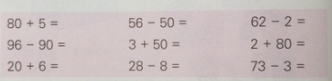 80 + 5 = 56 − 50 = 62 − 2 =
96 − 90 = 3 + 50 = 2 + 80 =
20 + 6 = 28 − 8 = 73 − 3 =